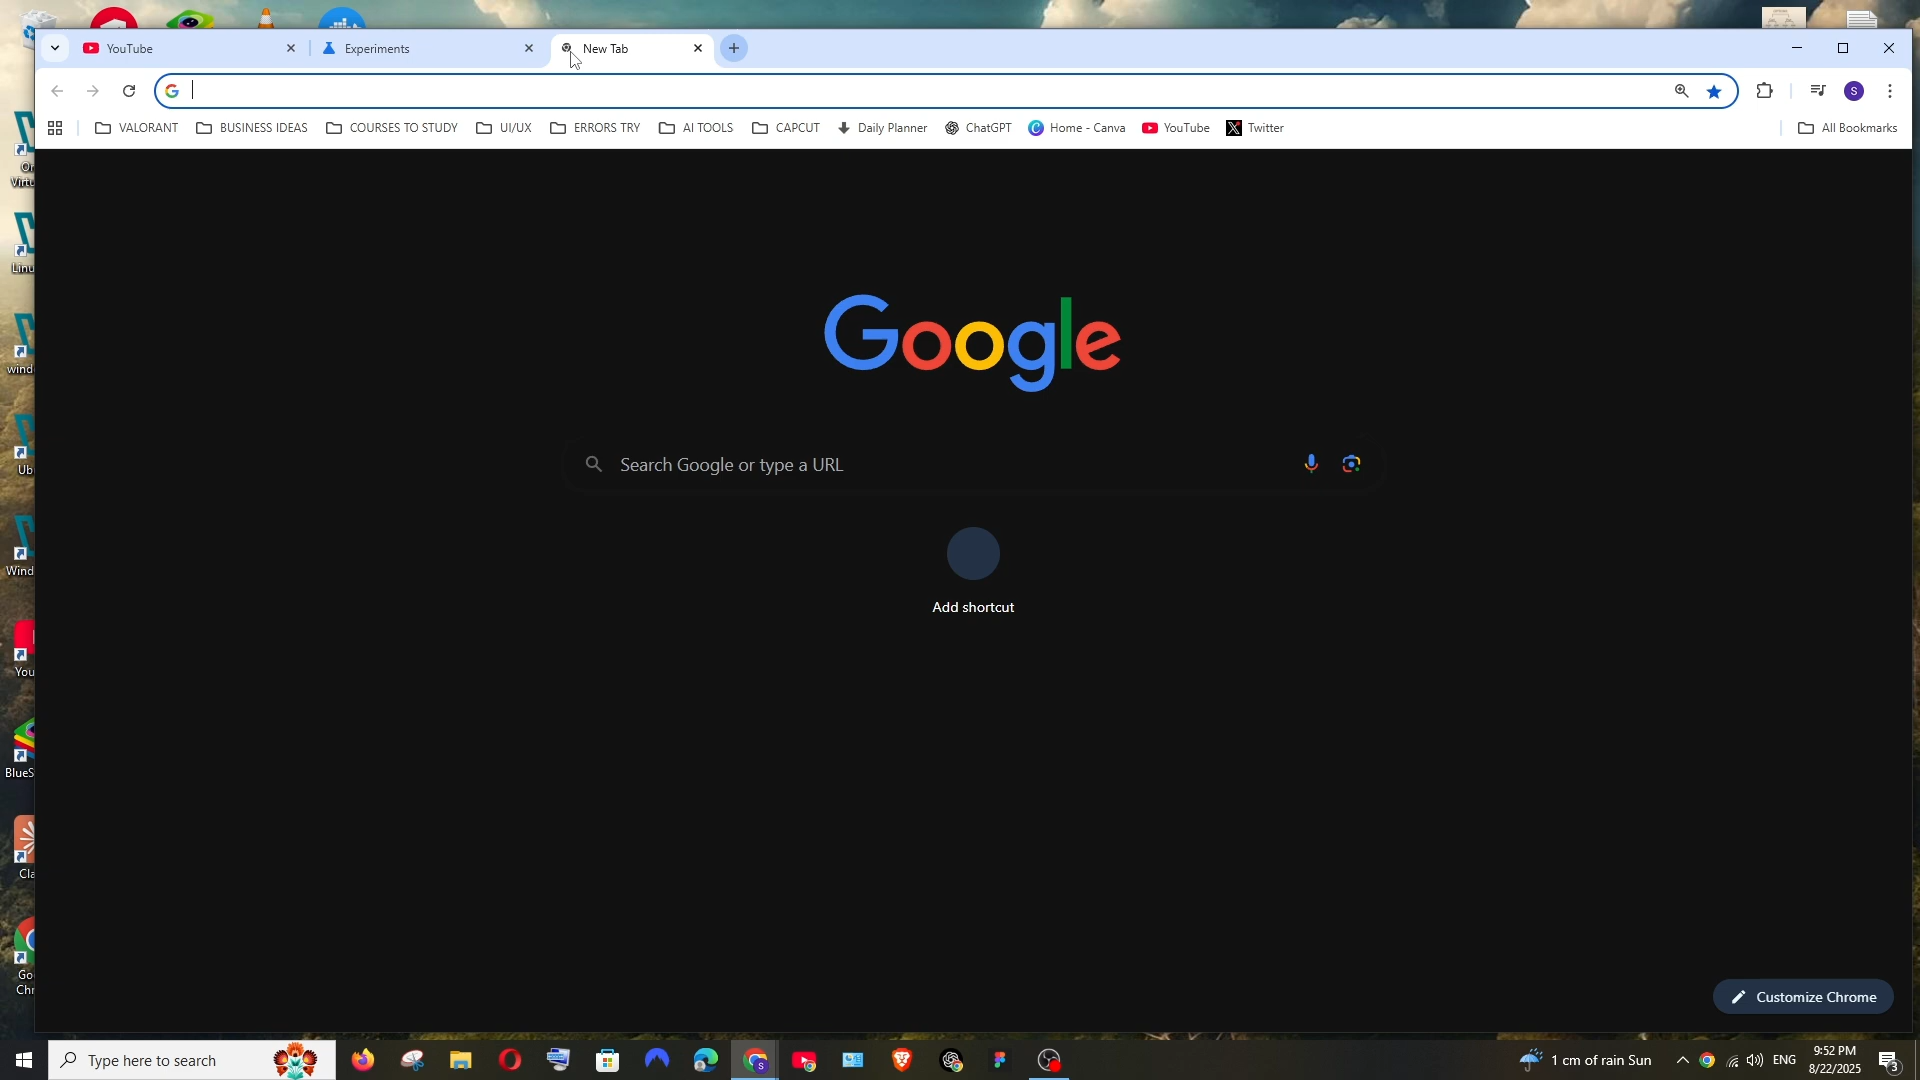 YouTube
Experiments
New Tab
VALORANT
BUSINESS IDEAS
COURSES TO STUDY
UI/UX
ERRORS TRY
AI TOOLS
CAPCUT
Daily Planner
ChatGPT
Home - Canva
YouTube
Twitter
All Bookmarks
S
Google
Search Google or type a URL
Add shortcut
Customize Chrome
Type here to search
1 cm of rain Sun
ENG
9:52 PM
8/22/2025
3